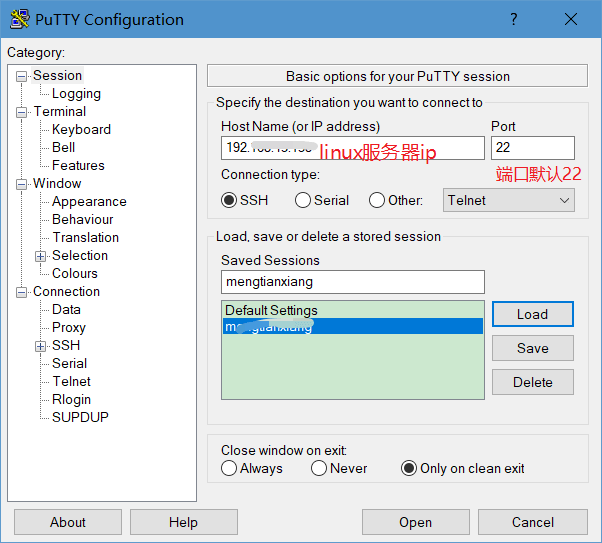 PuTTY Configuration
?
Category:
Session
Logging
Terminal
Keyboard
Bell
Features
Window
Appearance
Behaviour
Translation
Selection
Colours
Connection
Data
Proxy
SSH
Serial
Telnet
Rlogin
SUPDUP
Basic options for your PuTTY session
Specify the destination you want to connect to
Host Name (or IP address)
Port
192. linux服务器ip
22
端口默认22
Connection type:
SSH
Serial
Other:
Telnet
Load, save or delete a stored session
Saved Sessions
mengtianxiang
Default Settings
mengtianxiang
Load
Save
Delete
Close window on exit:
Always
Never
Only on clean exit
About
Help
Open
Cancel